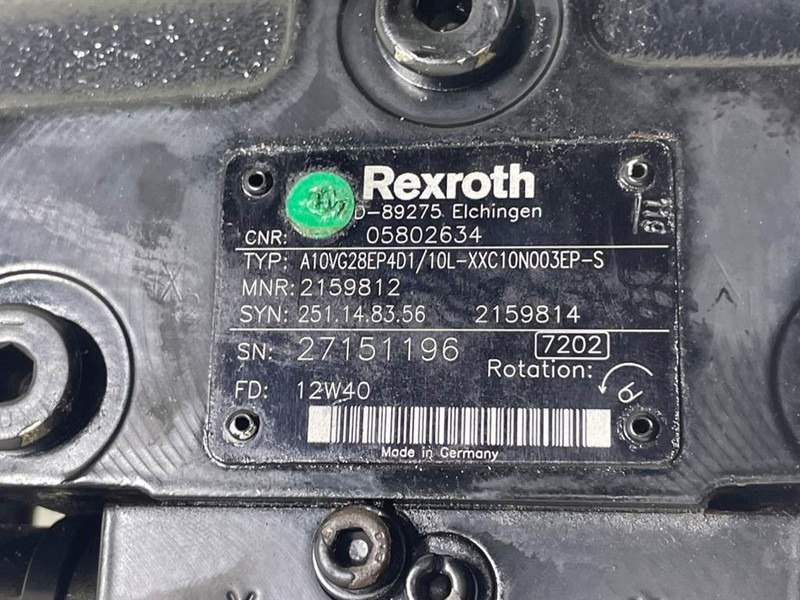 Rexroth
D-89275 Elchingen
CNR: 05802634
TYP: A10VG28EP4D1/10L-XXC10N003EP-S
MNR: 2159812
SYN: 251.14.83.56 2159814
SN: 27151196 7202
Rotation:
FD: 12W40
Made in Germany